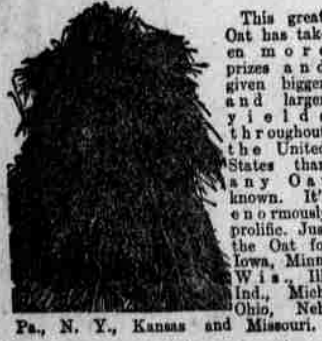 This great
Oat has tak
en more
prizes and
given bigger
and larger
yields
throughout
the United
States than
any Oat
known. It'
enormously
prolific. Jus
the Oat fo
Iowa, Minn
Wis., Ill
Ind., Mich
Ohio, Neb
Pa., N. Y., Kansas and Missouri.